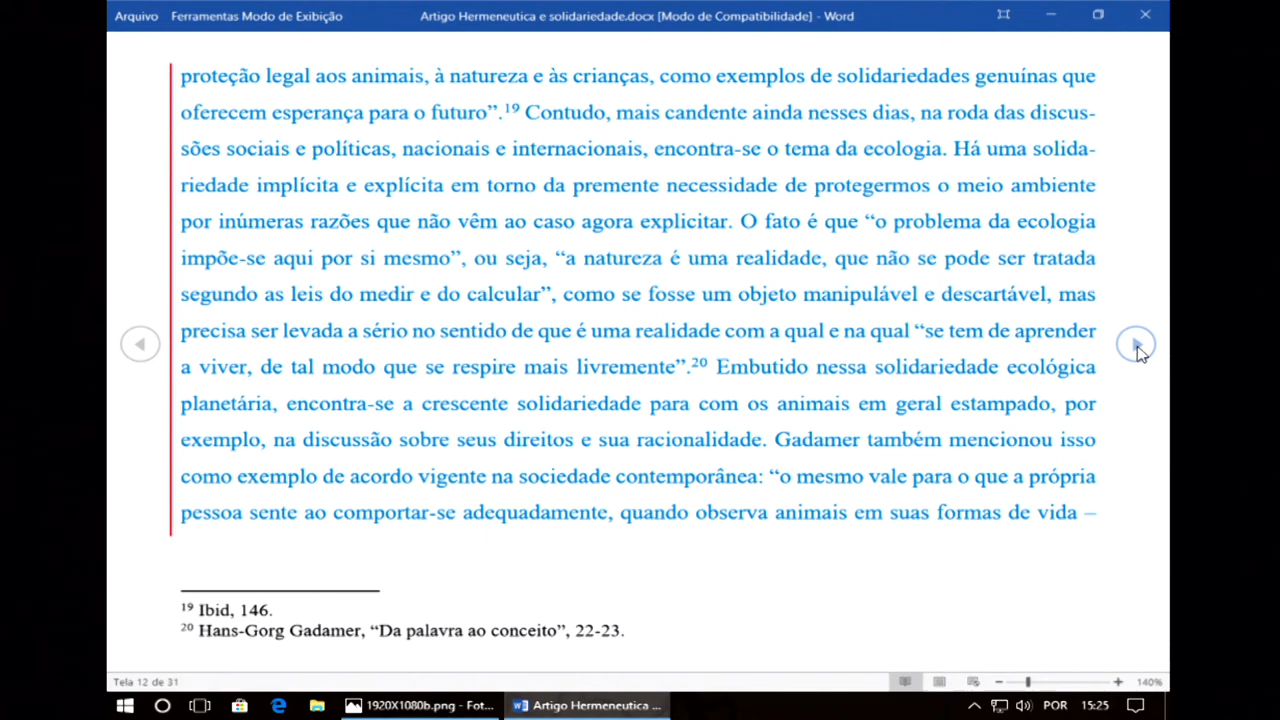 Arquivo Ferramentas Modo de Exibição Artigo Hermeneutica e solidariedade.docx [Modo de Compatibilidade] - Word
proteção legal aos animais, à natureza e às crianças, como exemplos de solidariedades genuínas que
oferecem esperança para o futuro”.19 Contudo, mais candente ainda nesses dias, na roda das discus-
sões sociais e políticas, nacionais e internacionais, encontra-se o tema da ecologia. Há uma solida-
riedade implícita e explícita em torno da premente necessidade de protegermos o meio ambiente
por inúmeras razões que não vêm ao caso agora explicitar. O fato é que “o problema da ecologia
impõe-se aqui por si mesmo”, ou seja, “a natureza é uma realidade, que não se pode ser tratada
segundo as leis do medir e do calcular”, como se fosse um objeto manipulável e descartável, mas
precisa ser levada a sério no sentido de que é uma realidade com a qual e na qual “se tem de aprender
a viver, de tal modo que se respire mais livremente”.20 Embutido nessa solidariedade ecológica
planetária, encontra-se a crescente solidariedade para com os animais em geral estampado, por
exemplo, na discussão sobre seus direitos e sua racionalidade. Gadamer também mencionou isso
como exemplo de acordo vigente na sociedade contemporânea: “o mesmo vale para o que a própria
pessoa sente ao comportar-se adequadamente, quando observa animais em suas formas de vida –
19 Ibid, 146.
20 Hans-Gorg Gadamer, “Da palavra ao conceito”, 22-23.
Tela 12 de 31 140%
1920X1080b.png - Fot... Artigo Hermeneutica ... POR 15:25